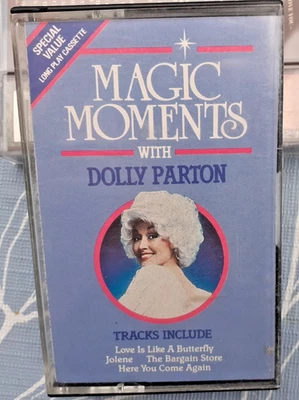 SPECIAL
VALUE
LONG PLAY CASSETTE
MAGIC
MOMENTS
WITH
DOLLY PARTON
TRACKS INCLUDE
Love Is Like A Butterfly
Jolene The Bargain Store
Here You Come Again